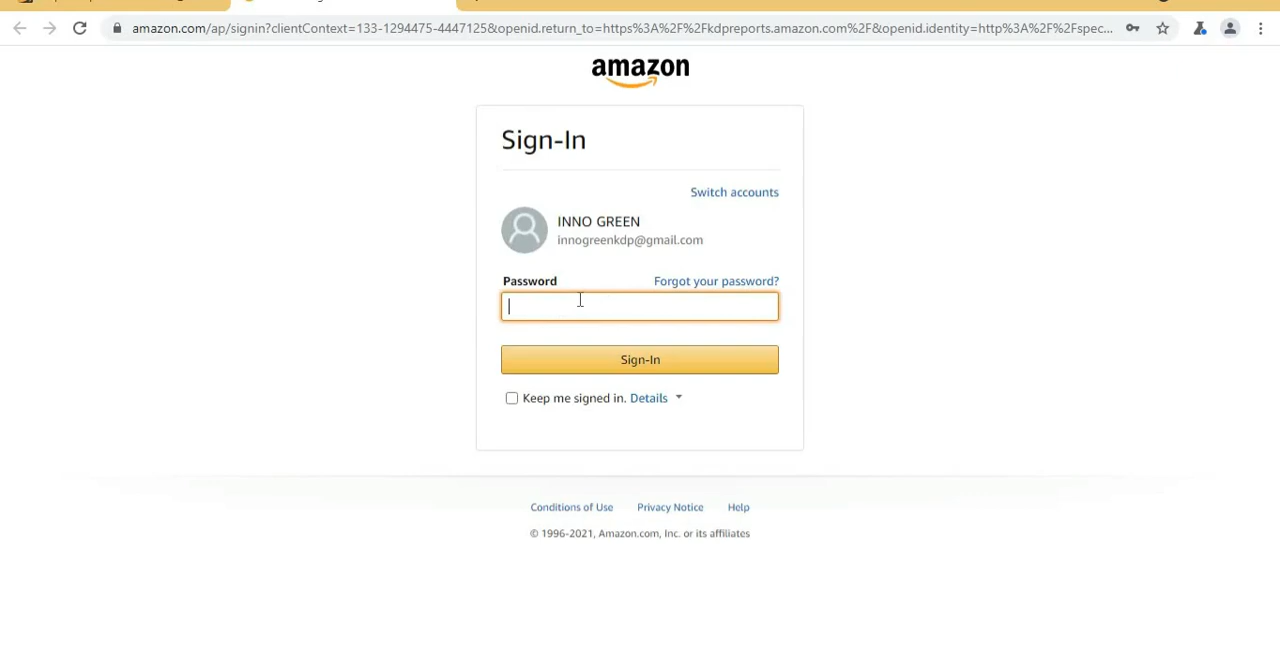 amazon.com/ap/signin?clientContext=133-1294475-4447125&openid.return_to=https%3A%2F%2Fkdpreports.amazon.com%2F&openid.identity=http%3A%2F%2Fspec...
amazon
Sign-In
Switch accounts
INNO GREEN
innogreenkdp@gmail.com
Password Forgot your password?
Sign-In
Keep me signed in. Details
Conditions of Use Privacy Notice Help
© 1996-2021, Amazon.com, Inc. or its affiliates